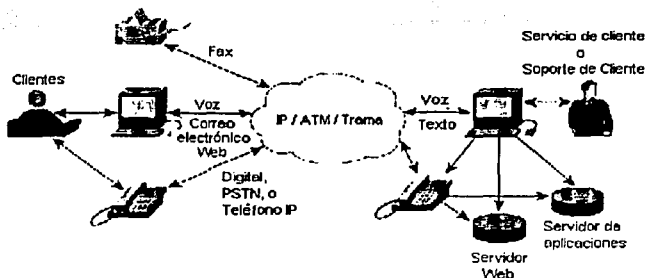 Fax
Servicio de cliente
o
Soporte de Cliente
Clientes
Voz
Correo
electrónico
Web
IP / ATM / Trama
Voz
Texto
Digital,
PSTN, o
Teléfono IP
Servidor de
aplicaciones
Servidor
Web